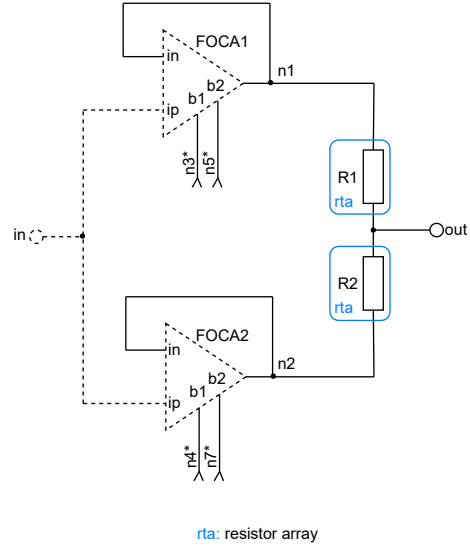 FOCA1
n1
in
b2
b1
ip
n3*
n5*
R1
rta
in
out
R2
rta
FOCA2
n2
in
b2
b1
ip
n4*
n7*
rta: resistor array